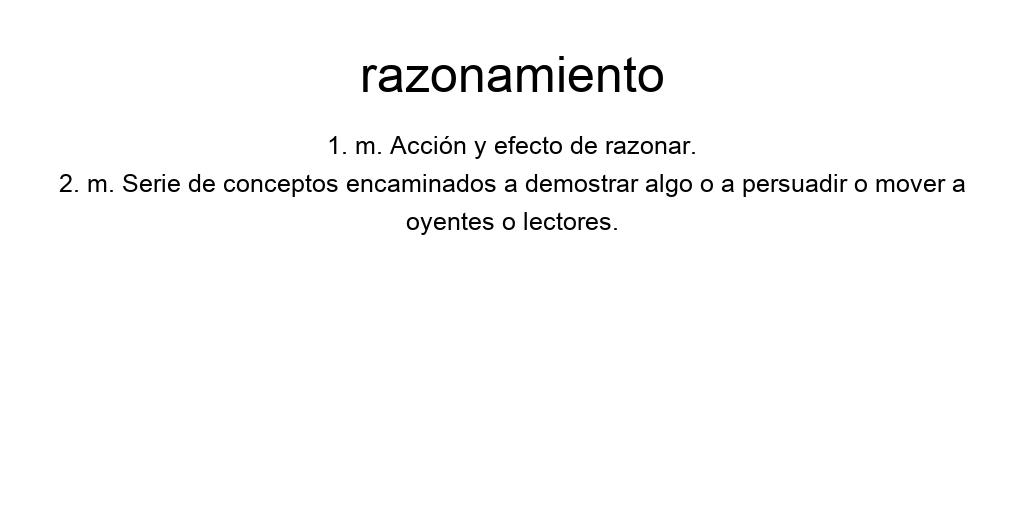 razonamiento
1. m. Acción y efecto de razonar.
2. m. Serie de conceptos encaminados a demostrar algo o a persuadir o mover a
oyentes o lectores.